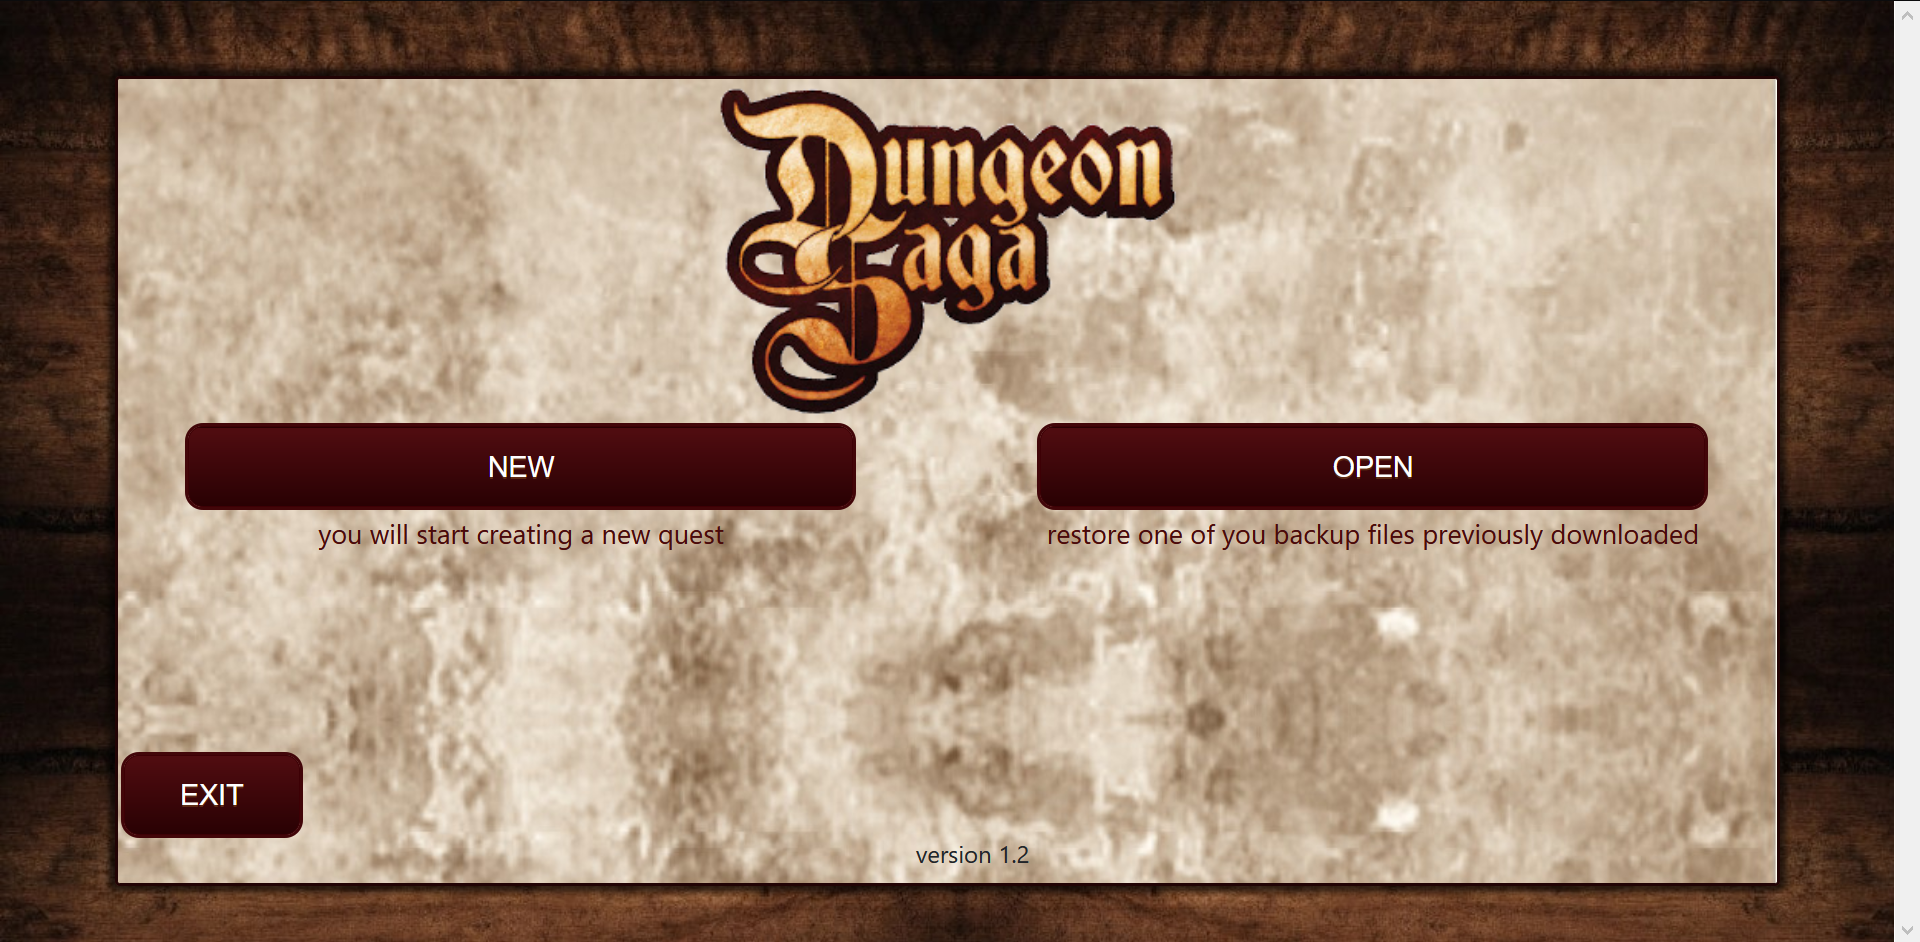 Dungeon
Saga
NEW
OPEN
you will start creating a new quest
restore one of you backup files previously downloaded
EXIT
version 1.2